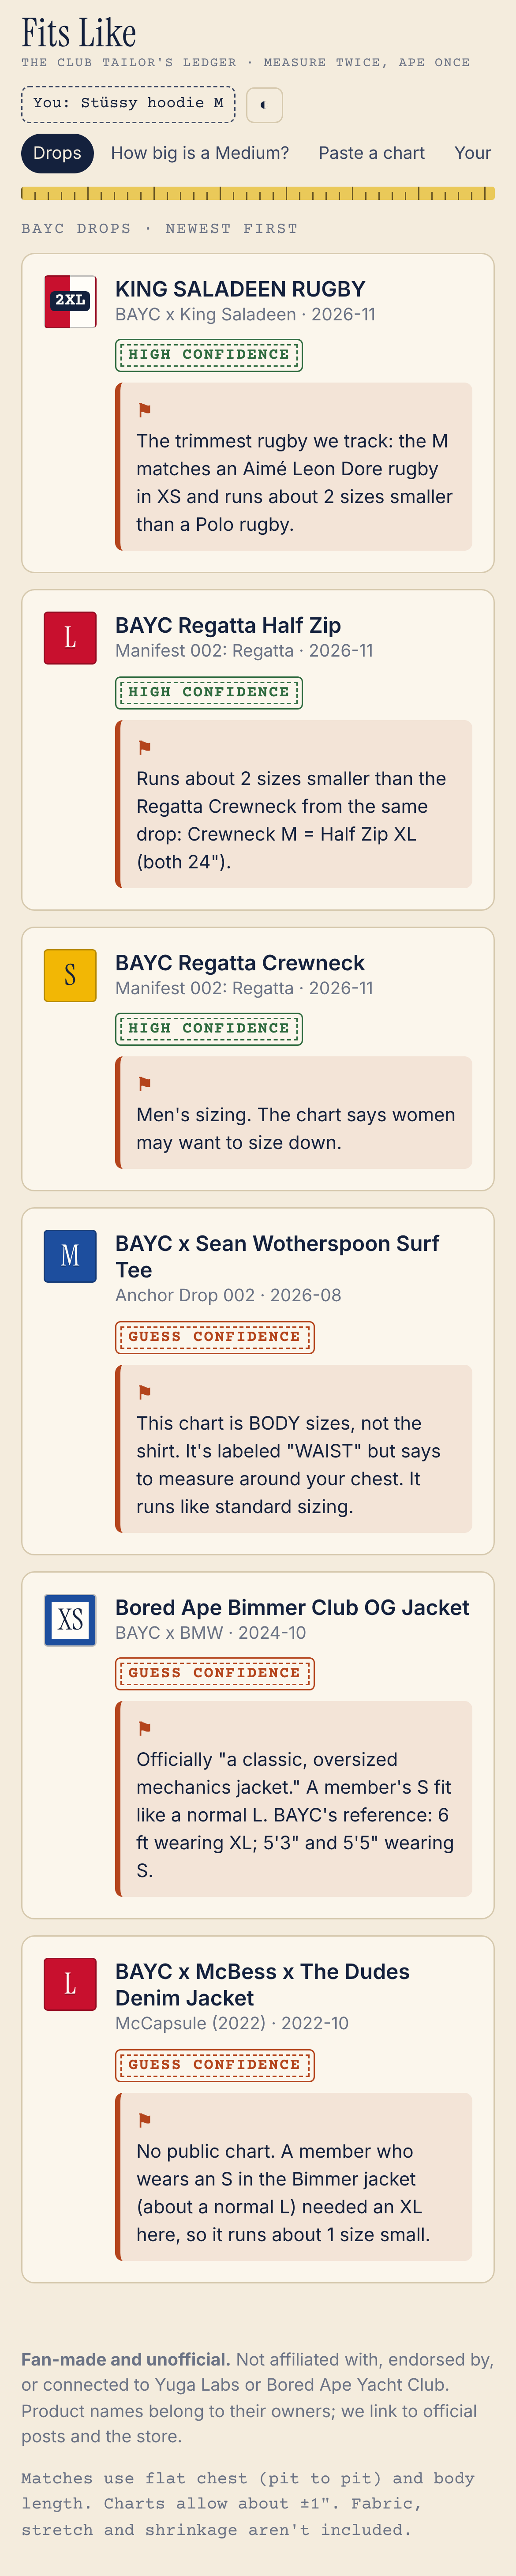 Fits Like
THE CLUB TAILOR'S LEDGER · MEASURE TWICE, APE ONCE
You: Stüssy hoodie M
Drops
How big is a Medium?
Paste a chart
Your
BAYC DROPS · NEWEST FIRST
2XL
KING SALADEEN RUGBY
BAYC x King Saladeen · 2026-11
HIGH CONFIDENCE
The trimmest rugby we track: the M
matches an Aimé Leon Dore rugby
in XS and runs about 2 sizes smaller
than a Polo rugby.
L
BAYC Regatta Half Zip
Manifest 002: Regatta · 2026-11
HIGH CONFIDENCE
Runs about 2 sizes smaller than the
Regatta Crewneck from the same
drop: Crewneck M = Half Zip XL
(both 24").
S
BAYC Regatta Crewneck
Manifest 002: Regatta · 2026-11
HIGH CONFIDENCE
Men's sizing. The chart says women
may want to size down.
M
BAYC x Sean Wotherspoon Surf
Tee
Anchor Drop 002 · 2026-08
GUESS CONFIDENCE
This chart is BODY sizes, not the
shirt. It's labeled "WAIST" but says
to measure around your chest. It
runs like standard sizing.
XS
Bored Ape Bimmer Club OG Jacket
BAYC x BMW · 2024-10
GUESS CONFIDENCE
Officially "a classic, oversized
mechanics jacket." A member's S fit
like a normal L. BAYC's reference: 6
ft wearing XL; 5'3" and 5'5" wearing
S.
L
BAYC x McBess x The Dudes
Denim Jacket
McCapsule (2022) · 2022-10
GUESS CONFIDENCE
No public chart. A member who
wears an S in the Bimmer jacket
(about a normal L) needed an XL
here, so it runs about 1 size small.
Fan-made and unofficial. Not affiliated with, endorsed by,
or connected to Yuga Labs or Bored Ape Yacht Club.
Product names belong to their owners; we link to official
posts and the store.
Matches use flat chest (pit to pit) and body
length. Charts allow about ±1". Fabric,
stretch and shrinkage aren't included.